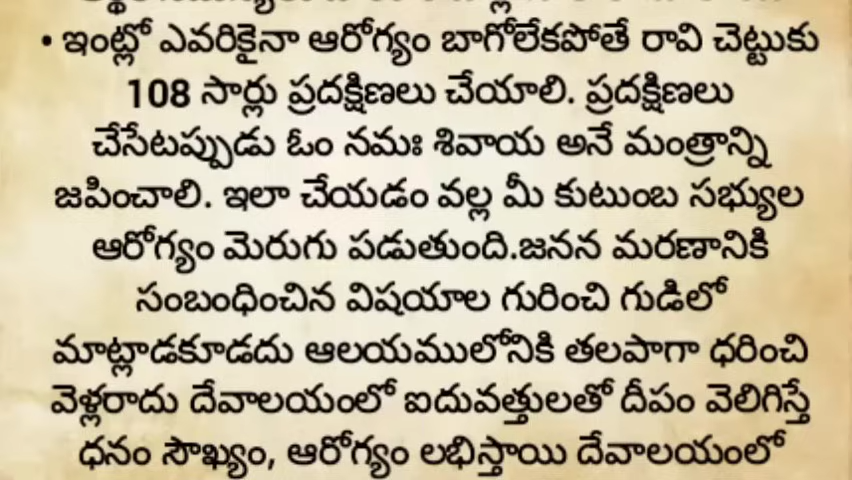 • ఇంట్లో ఎవరికైనా ఆరోగ్యం బాగోలేకపోతే రావి చెట్టుకు
108 సార్లు ప్రదక్షిణలు చేయాలి. ప్రదక్షిణలు
చేసేటప్పుడు ఓం నమః శివాయ అనే మంత్రాన్ని
జపించాలి. ఇలా చేయడం వల్ల మీ కుటుంబ సభ్యుల
ఆరోగ్యం మెరుగు పడుతుంది.జనన మరణానికి
సంబంధించిన విషయాల గురించి గుడిలో
మాట్లాడకూడదు ఆలయములోనికి తలపాగా ధరించి
వెళ్లరాదు దేవాలయంలో ఐదువత్తులతో దీపం వెలిగిస్తే
ధనం సౌఖ్యం, ఆరోగ్యం లభిస్తాయి దేవాలయంలో